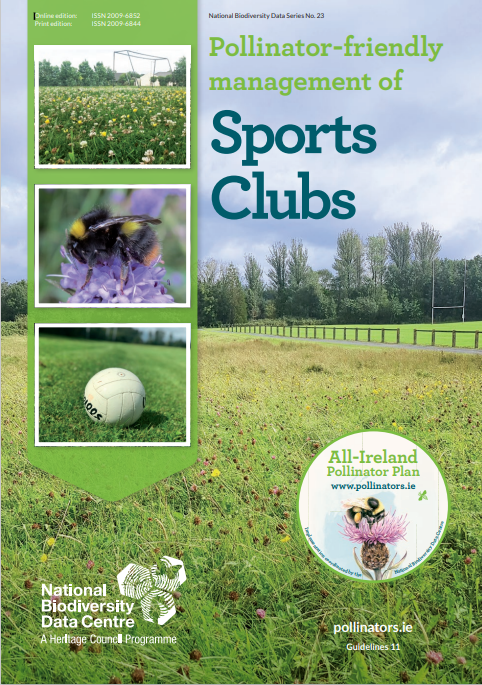 Online edition: ISSN 2009-6852
Print edition: ISSN 2009-6844
National Biodiversity Data Series No. 23
Pollinator-friendly
management of
Sports
Clubs
All-Ireland
Pollinator Plan
www.pollinators.ie
National
Biodiversity
Data Centre
A Heritage Council Programme
pollinators.ie
Guidelines 11